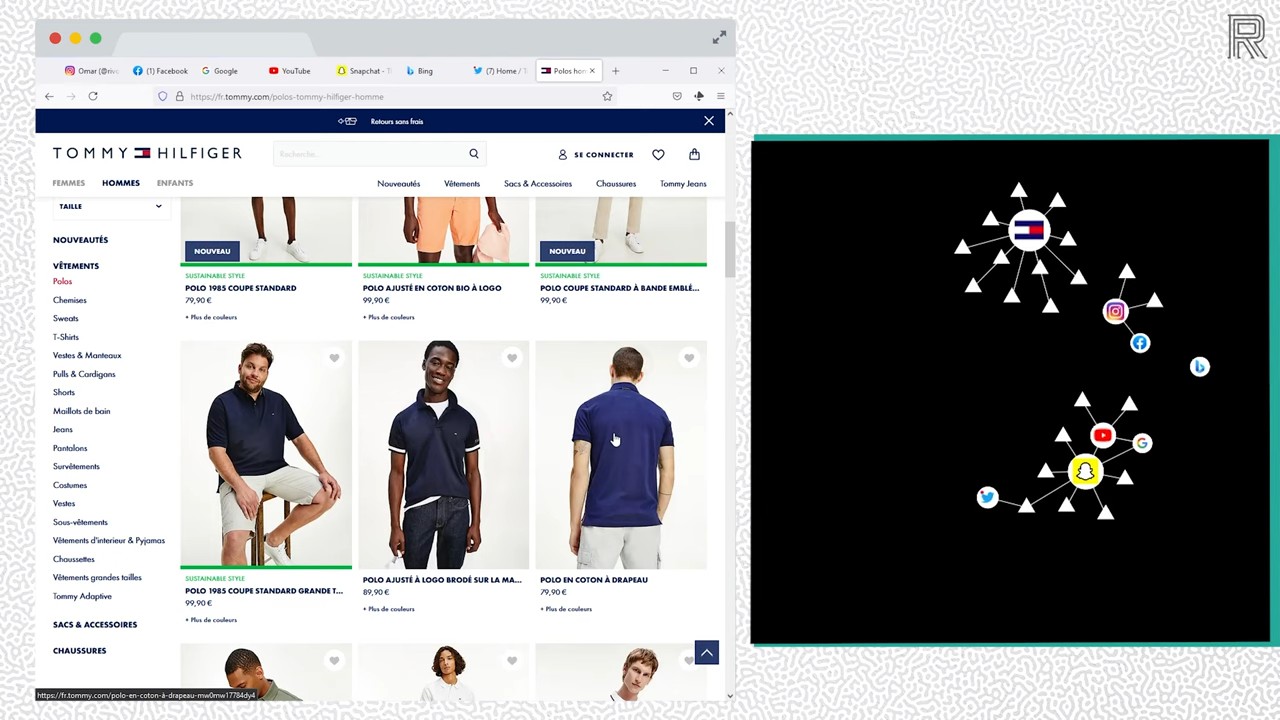 Omar (@rivu
(1) Facebook
Google
YouTube
Snapchat - T
Bing
(7) Home / T
Polos hom
https://fr.tommy.com/polos-tommy-hilfiger-homme
Retours sans frais
TOMMY HILFIGER
Recherche...
SE CONNECTER
FEMMES
HOMMES
ENFANTS
Nouveautés
Vêtements
Sacs & Accessoires
Chaussures
Tommy Jeans
TAILLE
NOUVEAUTÉS
VÊTEMENTS
Polos
Chemises
Sweats
T-Shirts
Vestes & Manteaux
Pulls & Cardigans
Shorts
Maillots de bain
Jeans
Pantalons
Survêtements
Costumes
Vestes
Sous-vêtements
Vêtements d'interieur & Pyjamas
Chaussettes
Vêtements grandes tailles
Tommy Adaptive
SACS & ACCESSOIRES
CHAUSSURES
NOUVEAU
NOUVEAU
SUSTAINABLE STYLE
POLO 1985 COUPE STANDARD
79,90 €
+ Plus de couleurs
SUSTAINABLE STYLE
POLO AJUSTÉ EN COTON BIO À LOGO
99,90 €
+ Plus de couleurs
SUSTAINABLE STYLE
POLO COUPE STANDARD À BANDE EMBLÉ...
99,90 €
SUSTAINABLE STYLE
POLO 1985 COUPE STANDARD GRANDE T...
99,90 €
+ Plus de couleurs
POLO AJUSTÉ À LOGO BRODÉ SUR LA MA...
89,90 €
+ Plus de couleurs
POLO EN COTON À DRAPEAU
79,90 €
+ Plus de couleurs
https://fr.tommy.com/polo-en-coton-à-drapeau-mw0mw17784dy4
R